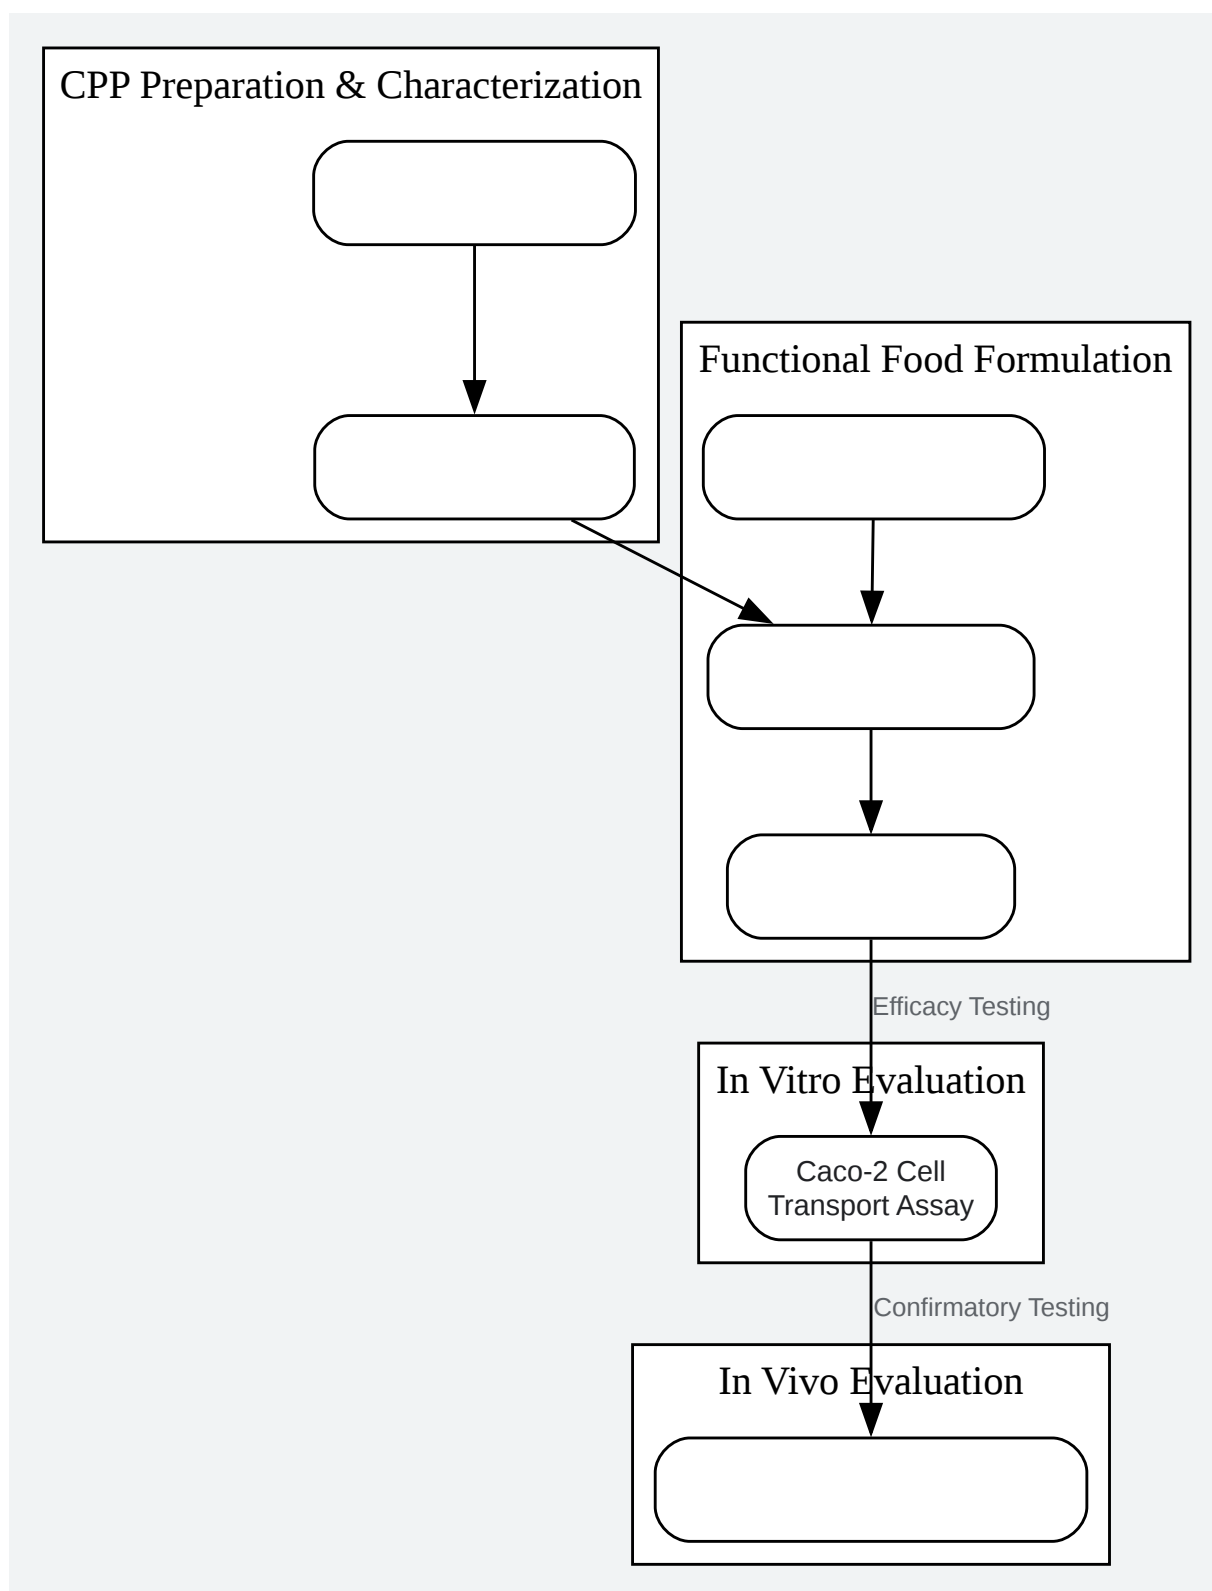 CPP Preparation & Characterization
Functional Food Formulation
Efficacy Testing
In Vitro Evaluation
Caco-2 Cell
Transport Assay
Confirmatory Testing
In Vivo Evaluation